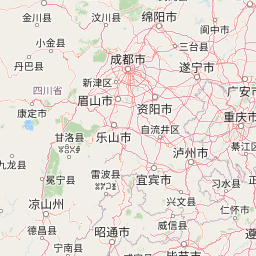 金川县
汶川县
绵阳市
阆中市
小金县
三台县
丹巴县
成都市
遂宁市
四川省
新津区
广安市
眉山市
资阳市
康定市
重庆市
甘洛县
乐山市
自流井区
綦江区
泸州市
九龙县
雷波县
冕宁县
宜宾市
习水县
凉山州
兴文县
仁怀市
德昌县
昭通市
威信县
宁南县
毕节市